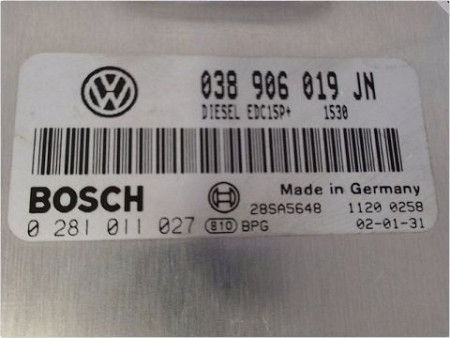 038 906 019 JN
DIESEL EDC15P+ 1530
BOSCH
Made in Germany
28SA5648 1120 0258
0 281 011 027 810 BPG 02-01-31